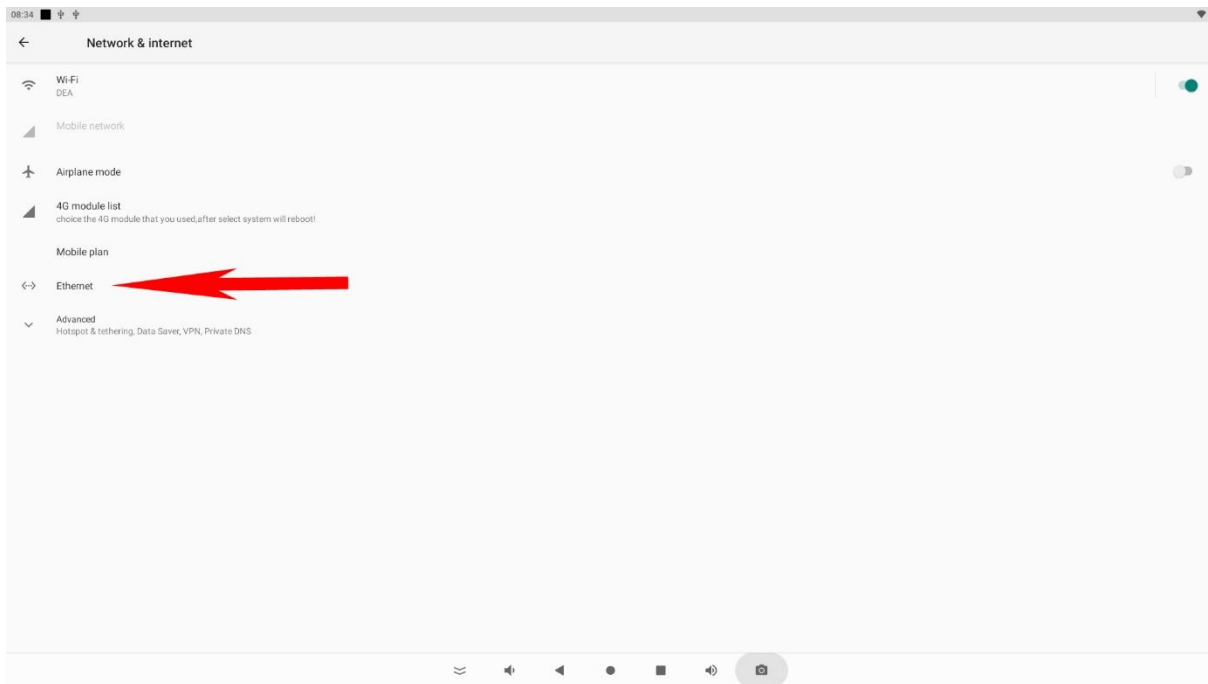 08:34
Network & internet
Wi-Fi
DEA
Mobile network
Airplane mode
4G module list
choice the 4G module that you used,after select system will reboot!
Mobile plan
Ethernet
Advanced
Hotspot & tethering, Data Saver, VPN, Private DNS